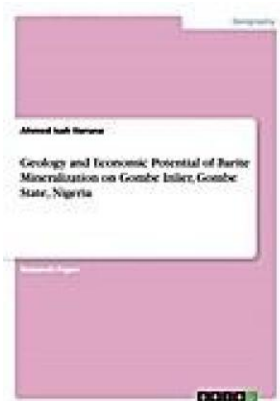 Geography
Ahmed Isah Haruna
Geology and Economic Potential of Barite
Mineralization on Gombe Inlier, Gombe
State, Nigeria
Research Paper
GRIN